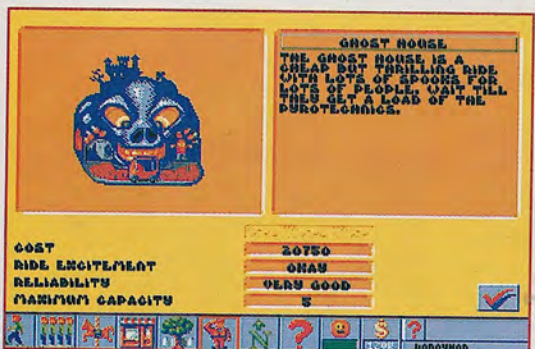 GHOST HOUSE
THE GHOST HOUSE IS A
CHEAP BUT THRILLING RIDE
WITH LOTS OF SPOOKS FOR
LOTS OF PEOPLE. WAIT TILL
THEY GET A LOAD OF THE
PYROTECHNICS.
COST 20750
RIDE EXCITEMENT OKAY
RELIABILITY VERY GOOD
MAXIMUM CAPACITY 5